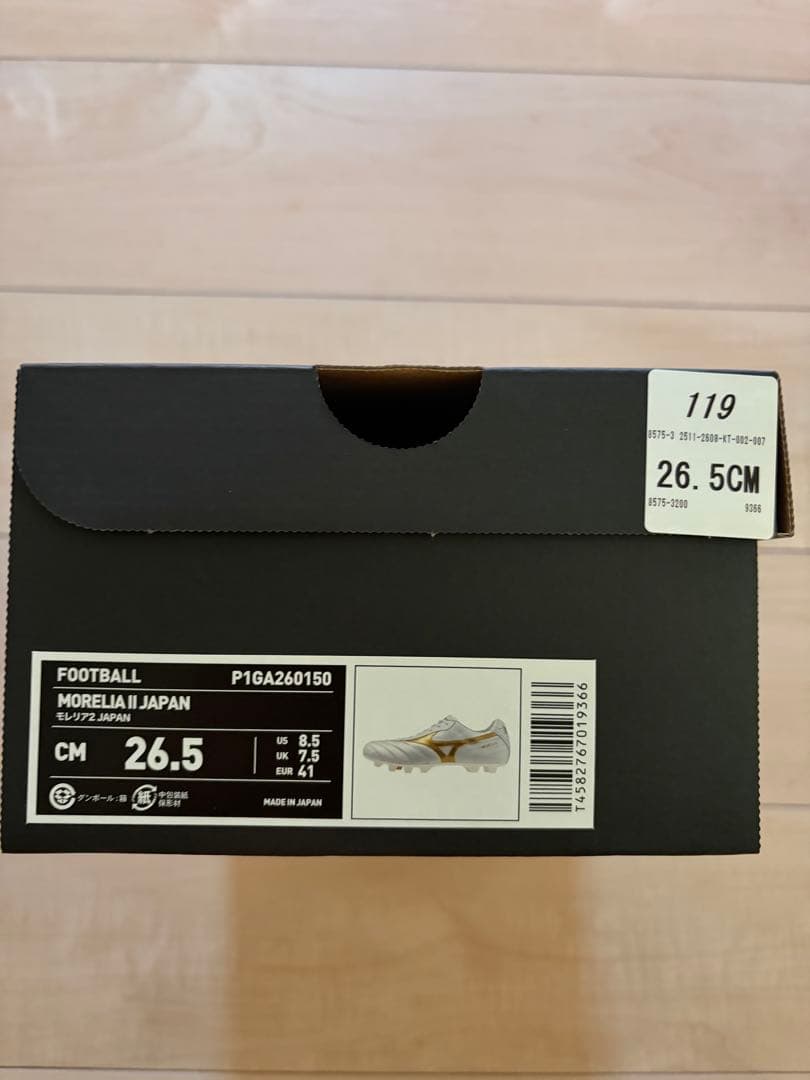 119
8575-3 2511-2608-KT-002-007
26.5CM
8575-3200 9366
FOOTBALL P1GA260150
MORELIA II JAPAN
モレリア2 JAPAN
CM 26.5
US 8.5
UK 7.5
EUR 41
ダンボール:箱
紙 中包装紙
保形材
MADE IN JAPAN
T4582767019366